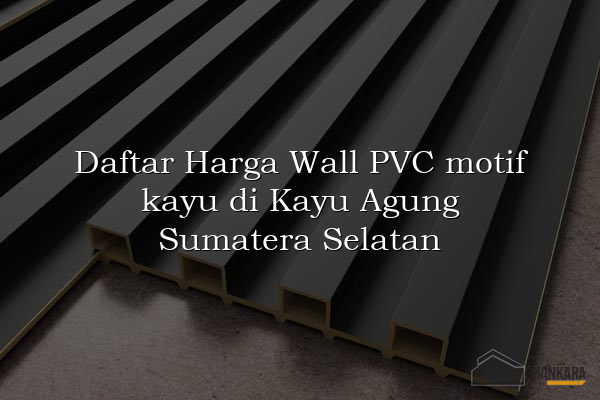 Daftar Harga Wall PVC motif
kayu di Kayu Agung
Sumatera Selatan